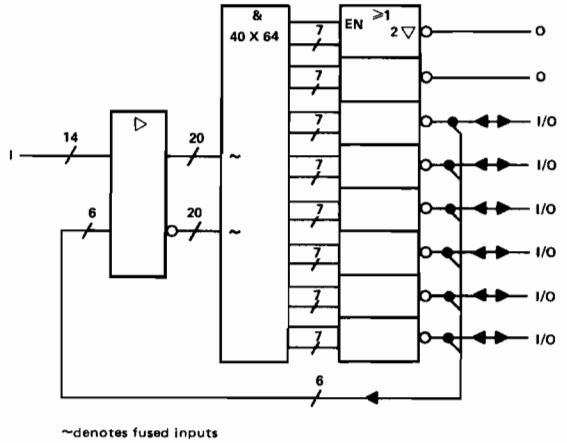 &
40 X 64
7
EN ≥1
2 ▽
O
7
O
▷
7
I/O
I
14
20
~
7
I/O
6
20
~
7
I/O
7
I/O
7
I/O
7
I/O
6
~denotes fused inputs